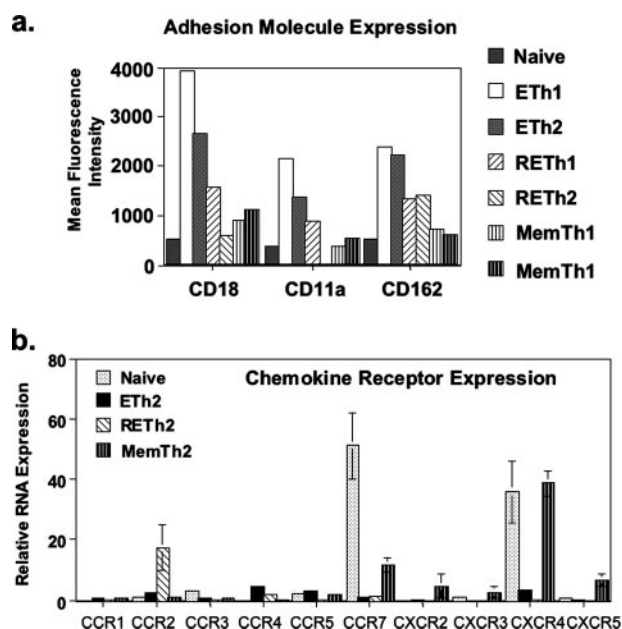 a.
Adhesion Molecule Expression
Mean Fluorescence
Intensity
4000
3000
2000
1000
0
CD18 CD11a CD162
Naive
ETh1
ETh2
RETh1
RETh2
MemTh1
MemTh1
b.
Chemokine Receptor Expression
Relative RNA Expression
80
60
40
20
0
Naive
ETh2
RETh2
MemTh2
CCR1 CCR2 CCR3 CCR4 CCR5 CCR7 CXCR2 CXCR3 CXCR4 CXCR5